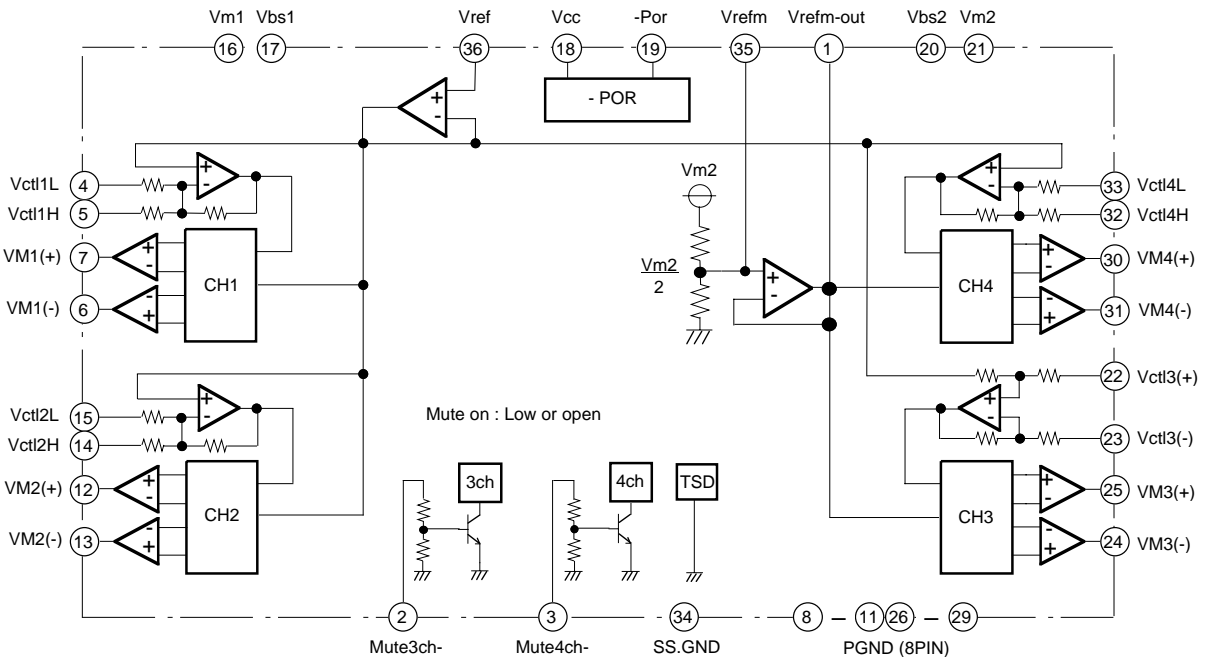 Vm1 Vbs1 Vref Vcc -Por Vrefm Vrefm-out Vbs2 Vm2
16 17 36 18 19 35 1 20 21
- POR
+
-
+
-
Vm2
+
-
Vctl1L 4
Vctl1H 5
33 Vctl4L
32 Vctl4H
VM1(+) 7
+
-
CH1
Vm2
2
+
-
CH4
-
+
30 VM4(+)
VM1(-) 6
-
+
+
-
31 VM4(-)
22 Vctl3(+)
+
-
Vctl2L 15
Vctl2H 14
Mute on : Low or open
+
-
23 Vctl3(-)
VM2(+) 12
+
-
CH2
3ch
4ch
TSD
CH3
-
+
25 VM3(+)
VM2(-) 13
-
+
+
-
24 VM3(-)
2 3 34 8 – 11 26 – 29
Mute3ch- Mute4ch- SS.GND PGND (8PIN)